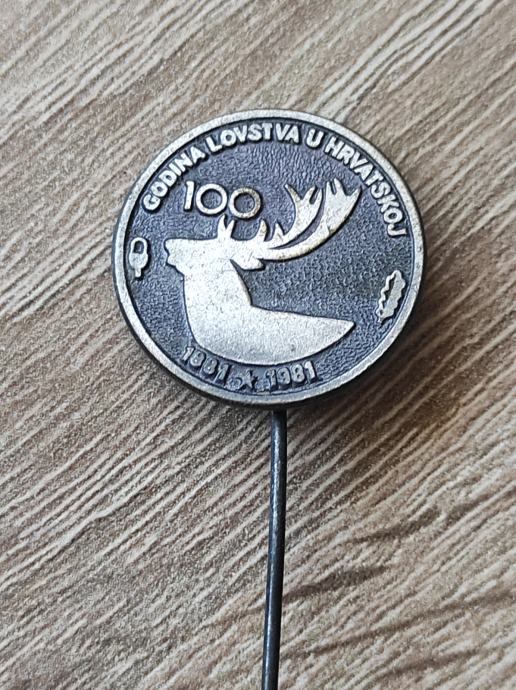 100
GODINA LOVSTVA U HRVATSKOJ
1881 ★ 1981